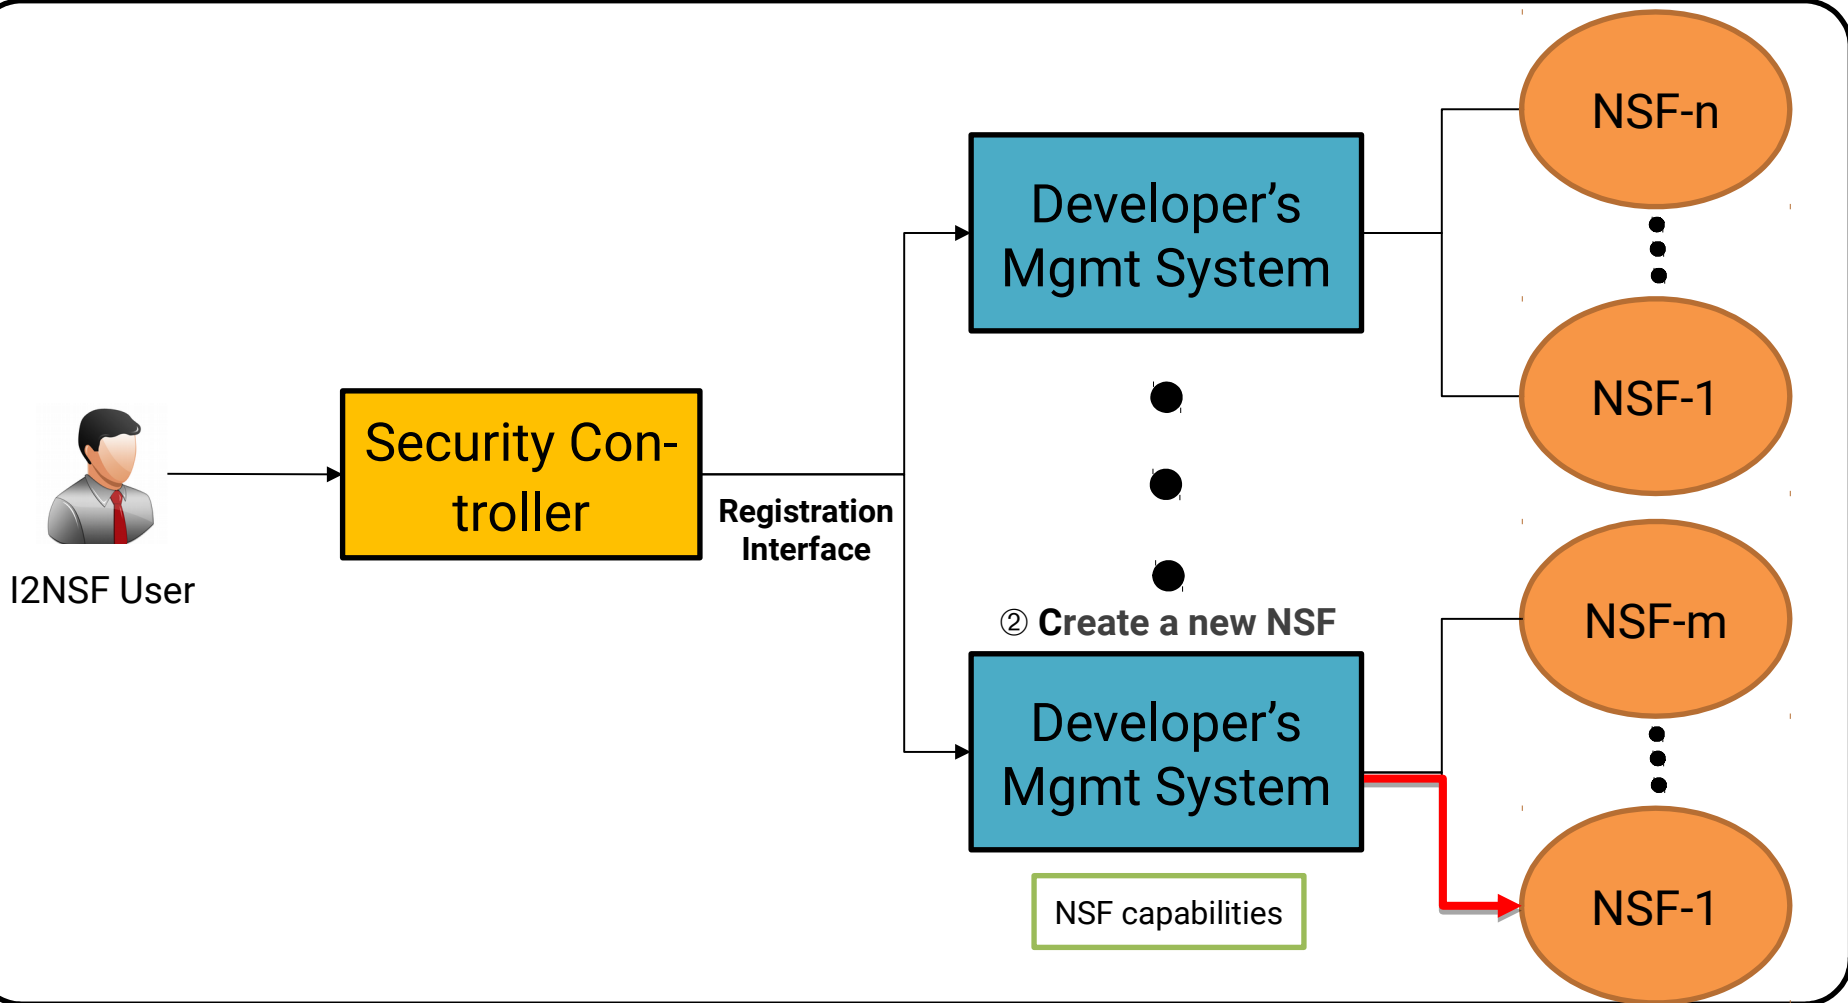 NSF-n
Developer’s
Mgmt System
NSF-1
Security Con-
troller
Registration
Interface
I2NSF User
② Create a new NSF
NSF-m
Developer’s
Mgmt System
NSF capabilities
NSF-1